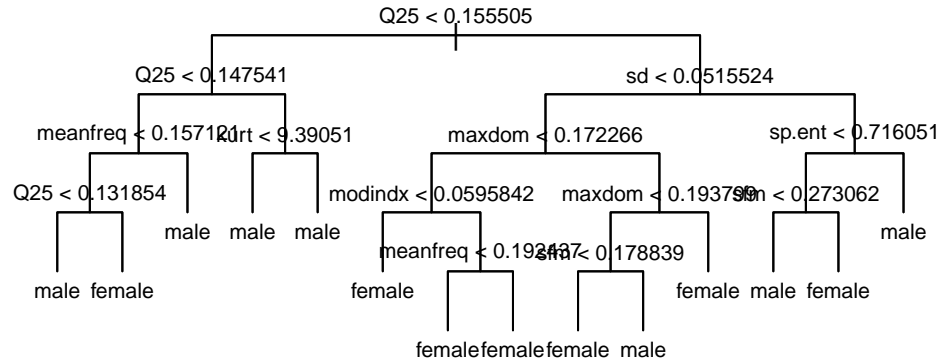 Q25 < 0.155505
Q25 < 0.147541
sd < 0.0515524
meanfreq < 0.157121
kurt < 9.39051
maxdom < 0.172266
sp.ent < 0.716051
Q25 < 0.131854
modindx < 0.0595842
maxdom < 0.193709
sfm < 0.273062
male
male
male
male
meanfreq < 0.192437
sfm < 0.178839
male
female
female
female
male
female
female
female
female
male